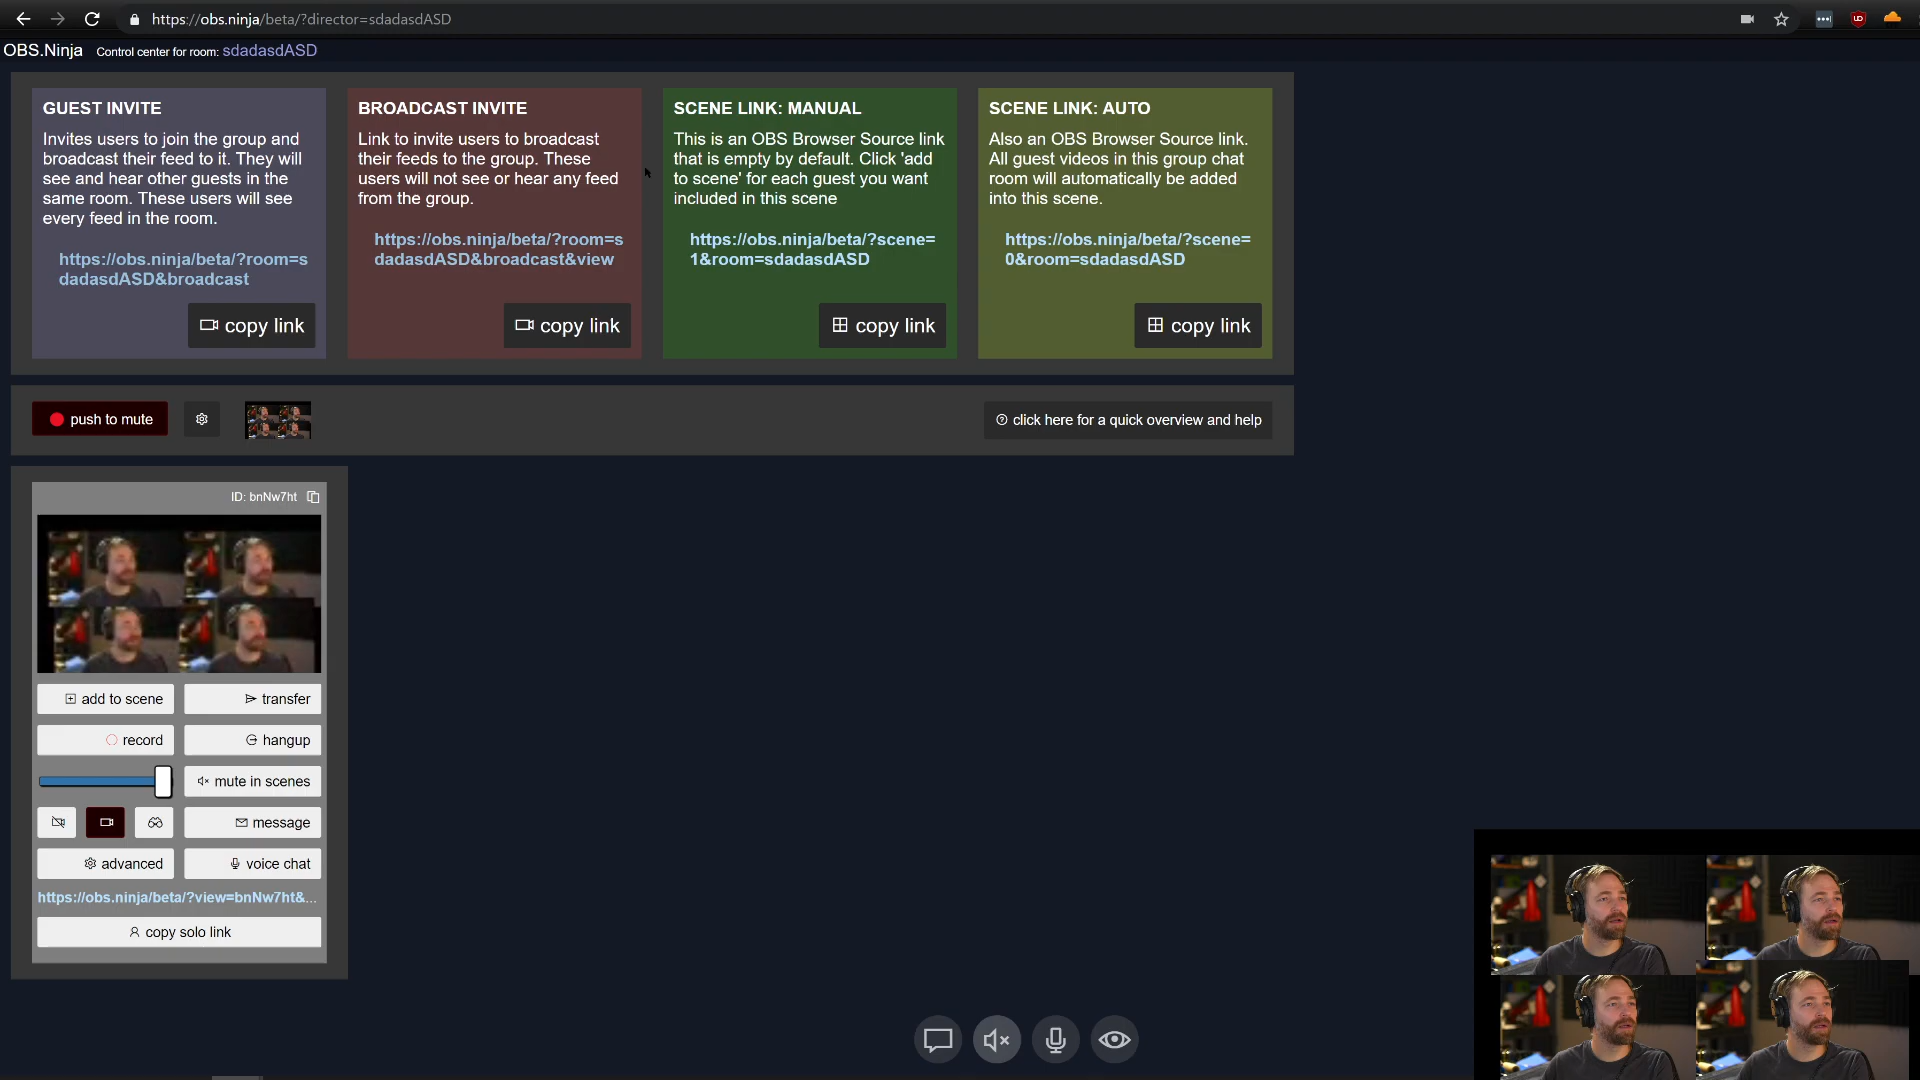 https://obs.ninja/beta/?director=sdadasdASD
OBS.Ninja Control center for room: sdadasdASD
GUEST INVITE
Invites users to join the group and
broadcast their feed to it. They will
see and hear other guests in the
same room. These users will see
every feed in the room.
https://obs.ninja/beta/?room=s
dadasdASD&broadcast
copy link
BROADCAST INVITE
Link to invite users to broadcast
their feeds to the group. These
users will not see or hear any feed
from the group.
https://obs.ninja/beta/?room=s
dadasdASD&broadcast&view
copy link
SCENE LINK: MANUAL
This is an OBS Browser Source link
that is empty by default. Click 'add
to scene' for each guest you want
included in this scene
https://obs.ninja/beta/?scene=
1&room=sdadasdASD
copy link
SCENE LINK: AUTO
Also an OBS Browser Source link.
All guest videos in this group chat
room will automatically be added
into this scene.
https://obs.ninja/beta/?scene=
0&room=sdadasdASD
copy link
push to mute
click here for a quick overview and help
ID: bnNw7ht
add to scene
transfer
record
hangup
mute in scenes
message
advanced
voice chat
https://obs.ninja/beta/?view=bnNw7ht&...
copy solo link